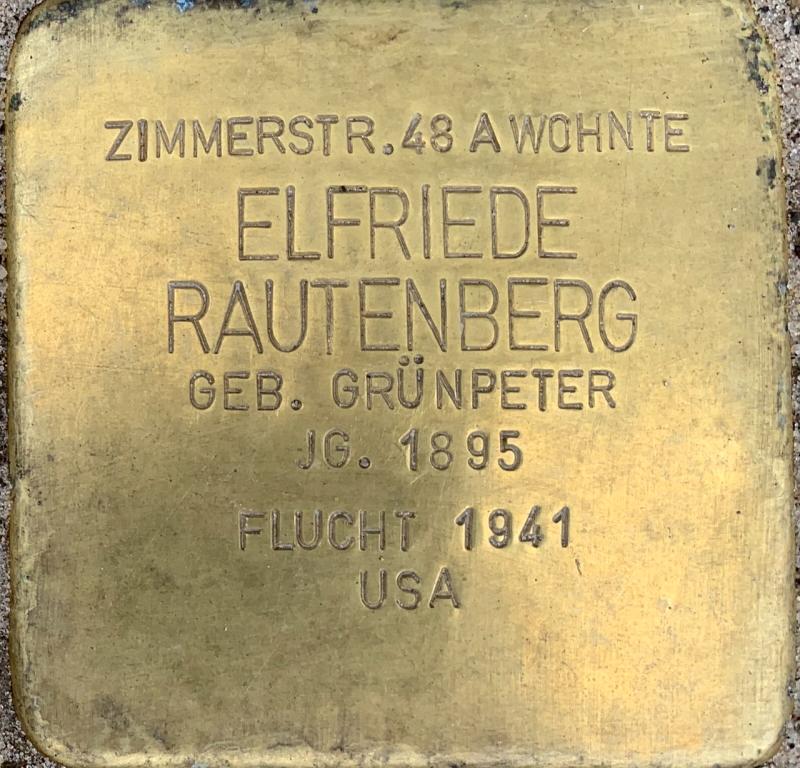 ZIMMERSTR. 48 A WOHNTE
ELFRIEDE
RAUTENBERG
GEB. GRÜNPETER
JG. 1895
FLUCHT 1941
USA